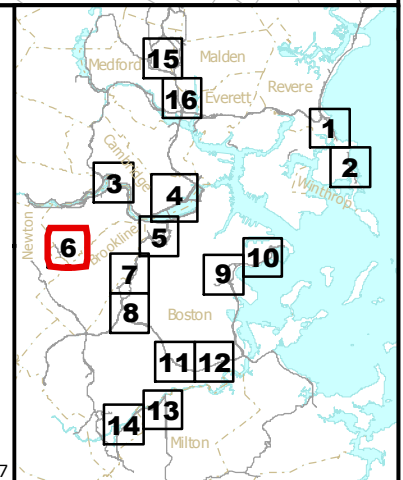 15
Malden
Medford
16
Everett
Revere
1
2
Winthrop
Cambridge
3
4
Newton
6
Brookline
5
7
9
10
8
Boston
11
12
13
14
Milton
7